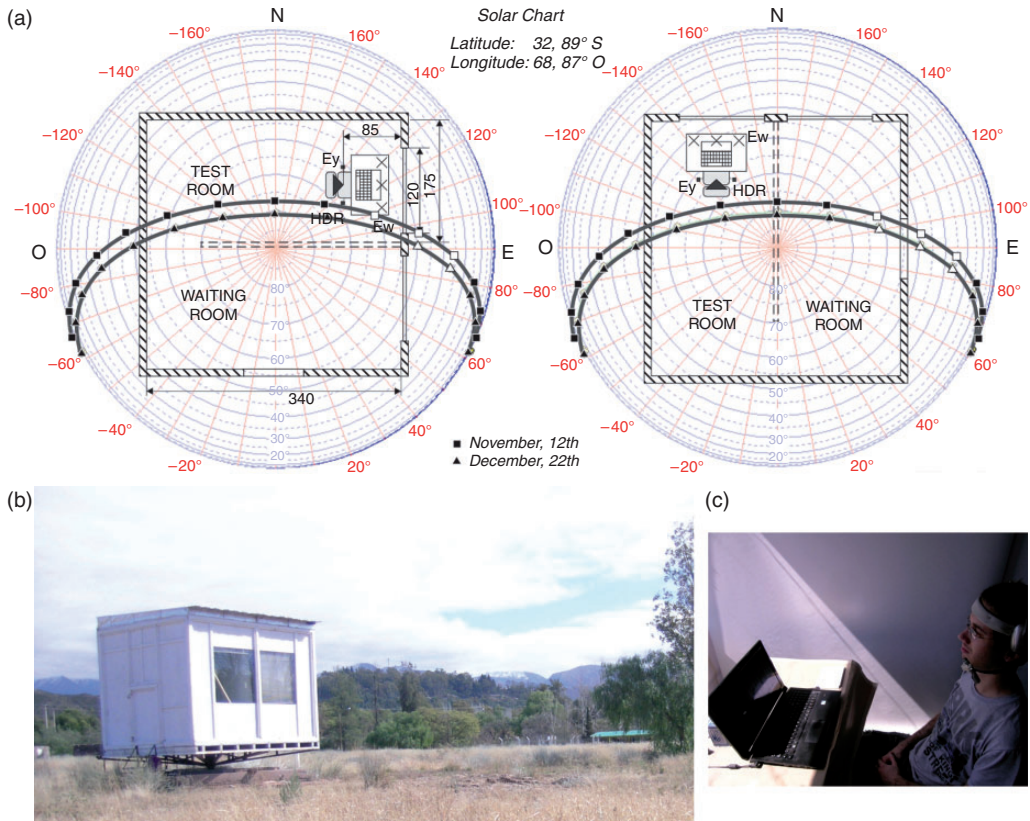 (a)
Solar Chart
Latitude: 32, 89° S
Longitude: 68, 87° O
N
–160°
160°
–140°
140°
–120°
120°
–100°
100°
O
E
–80°
80°
–60°
60°
–40°
40°
–20°
20°
TEST
ROOM
WAITING
ROOM
85
120
175
340
Ey
HDR
Ew
80°
70°
60°
50°
40°
30°
20°
N
–160°
160°
–140°
140°
–120°
120°
–100°
100°
O
E
–80°
80°
–60°
60°
–40°
40°
–20°
20°
Ew
Ey
HDR
TEST
ROOM
WAITING
ROOM
80°
70°
60°
50°
40°
30°
20°
November, 12th
December, 22th
(b)
(c)